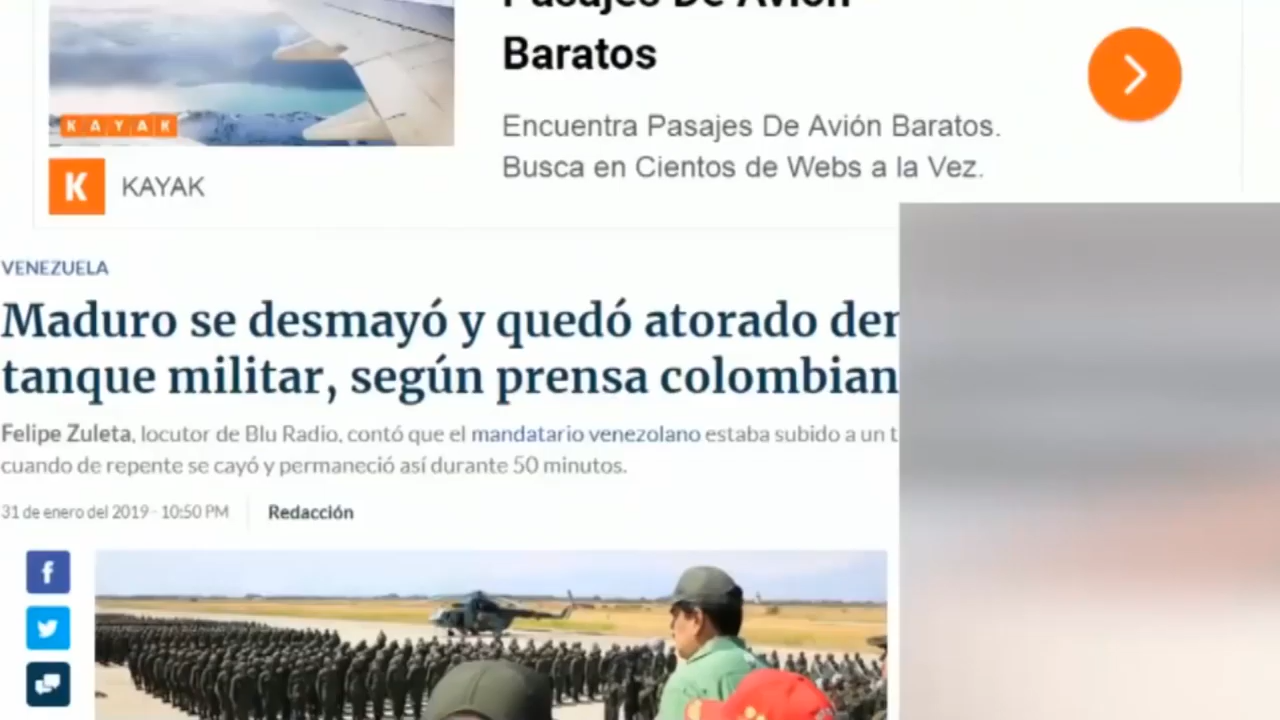 Baratos
Encuentra Pasajes De Avión Baratos.
Busca en Cientos de Webs a la Vez.
KAYAK
K
KAYAK
VENEZUELA
Maduro se desmayó y quedó atorado
tanque militar, según prensa colombian
Felipe Zuleta, locutor de Blu Radio, contó que el mandatario venezolano estaba subido a un t
cuando de repente se cayó y permaneció así durante 50 minutos.
31 de enero del 2019 - 10:50 PM
Redacción